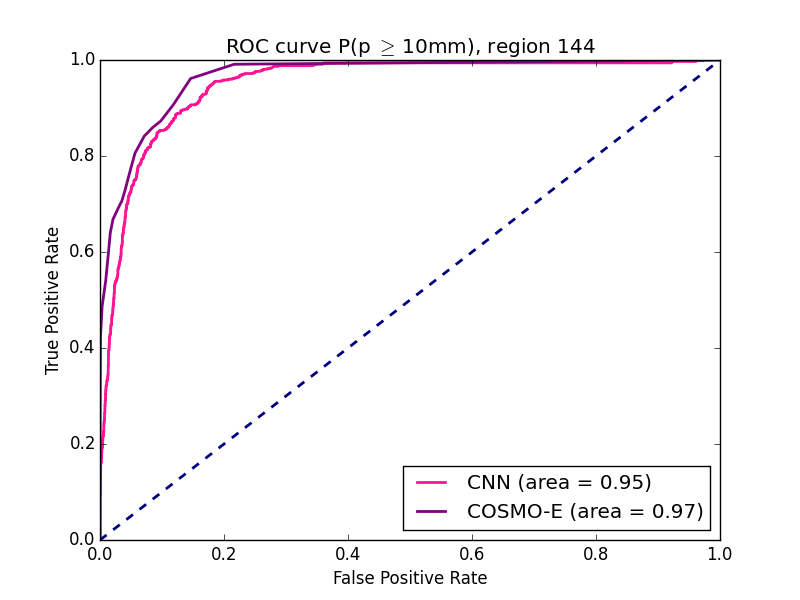 ROC curve P(p ≥ 10mm), region 144
1.0
0.8
0.6
0.4
0.2
0.0
True Positive Rate
CNN (area = 0.95)
COSMO-E (area = 0.97)
0.0 0.2 0.4 0.6 0.8 1.0
False Positive Rate